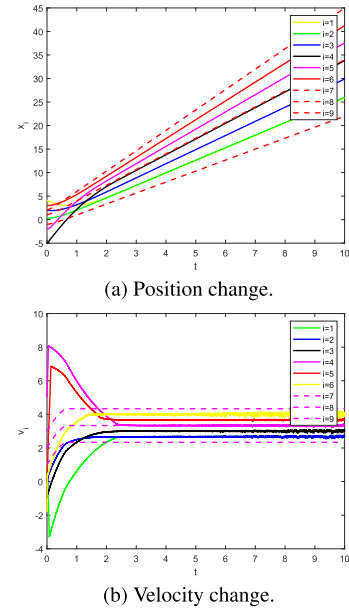 45
40
35
30
25
20
15
10
5
0
-5
x_i
0 1 2 3 4 5 6 7 8 9 10
t
i=1
i=2
i=3
i=4
i=5
i=6
i=7
i=8
i=9
(a) Position change.
10
8
6
4
2
0
-2
-4
v_i
0 1 2 3 4 5 6 7 8 9 10
t
i=1
i=2
i=3
i=4
i=5
i=6
i=7
i=8
i=9
(b) Velocity change.